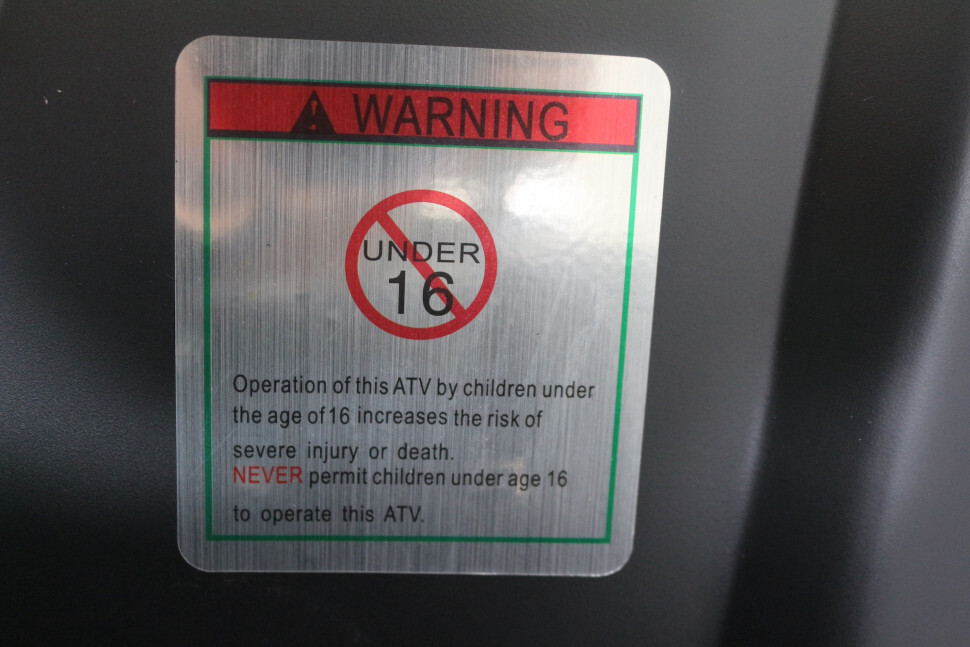 WARNING
UNDER
16
Operation of this ATV by children under
the age of 16 increases the risk of
severe injury or death.
NEVER permit children under age 16
to operate this ATV.